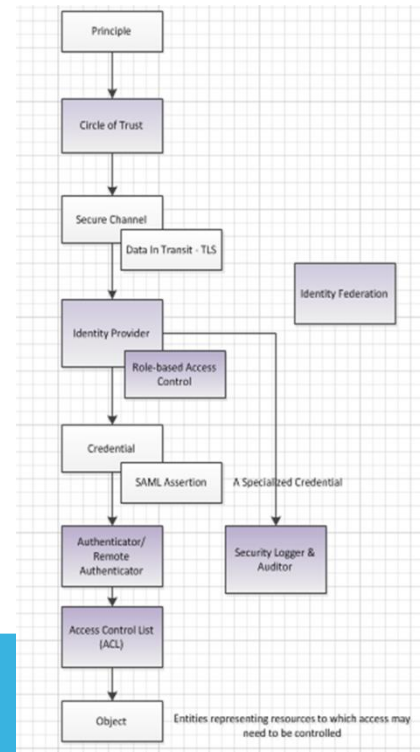 Principle
Circle of Trust
Secure Channel
Data In Transit - TLS
Identity Federation
Identity Provider
Role-based Access
Control
Credential
SAML Assertion
A Specialized Credential
Authenticator/
Remote
Authenticator
Security Logger &
Auditor
Access Control List
(ACL)
Object
Entities representing resources to which access may
need to be controlled